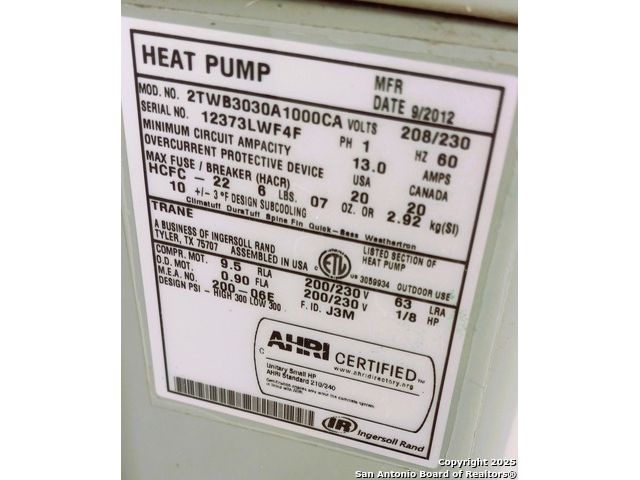 HEAT PUMP
MFR
DATE 9/2012
MOD. NO. 2TWB3030A1000CA VOLTS 208/230
SERIAL NO. 12373LWF4F PH 1 HZ 60
MINIMUM CIRCUIT AMPACITY 13.0 AMPS
OVERCURRENT PROTECTIVE DEVICE USA CANADA
MAX FUSE / BREAKER (HACR) 20 20
HCFC - 22 6 LBS. 07 OZ. OR 2.92 kg(SI)
10 +/- 3 °F DESIGN SUBCOOLING
Climatuff DuraTuff Spine Fin Quick-Sess Weathertron
TRANE
A BUSINESS OF INGERSOLL RAND
TYLER, TX 75707 ASSEMBLED IN USA
C ETL US
LISTED SECTION OF
HEAT PUMP
3059934 OUTDOOR USE
COMPR. MOT. 9.5 RLA 200/230 V 63 LRA
O.D. MOT. 0.90 FLA 200/230 V 1/8 HP
M.E.A. NO. 200-06E F. ID. J3M
DESIGN PSI - HIGH 300 LOW 300
AHRI CERTIFIED™
www.ahridirectory.org
C
Unitary Small HP
AHRI Standard 210/240
IR Ingersoll Rand
Copyright 2025
San Antonio Board of Realtors®